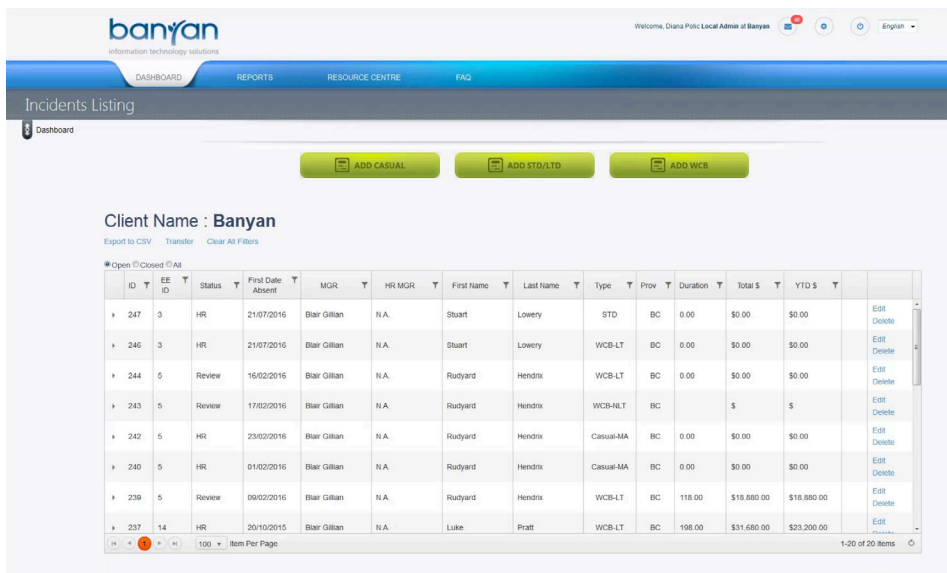 banyan
information technology solutions
Welcome, Diana Polic Local Admin at Banyan
English
DASHBOARD REPORTS RESOURCE CENTRE FAQ
Incidents Listing
Dashboard
ADD CASUAL ADD STD/LTD ADD WCB
Client Name : Banyan
Export to CSV Transfer Clear All Filters
Open Closed All
ID EE ID Status First Date Absent MGR HR MGR First Name Last Name Type Prov Duration Total $ YTD $
247 3 HR 21/07/2016 Blair Gillian N.A. Stuart Lowery STD BC 0.00 $0.00 $0.00 Edit Delete
246 3 HR 21/07/2016 Blair Gillian N.A. Stuart Lowery WCB-LT BC 0.00 $0.00 $0.00 Edit Delete
244 5 Review 16/02/2016 Blair Gillian N.A. Rudyard Hendrix WCB-LT BC 0.00 $0.00 $0.00 Edit Delete
243 5 Review 17/02/2016 Blair Gillian N.A. Rudyard Hendrix WCB-NLT BC $ $ Edit Delete
242 5 HR 23/02/2016 Blair Gillian N.A. Rudyard Hendrix Casual-MA BC 0.00 $0.00 $0.00 Edit Delete
240 5 HR 01/02/2016 Blair Gillian N.A. Rudyard Hendrix Casual-MA BC 0.00 $0.00 $0.00 Edit Delete
239 5 Review 09/02/2016 Blair Gillian N.A. Rudyard Hendrix WCB-LT BC 118.00 $18,880.00 $18,880.00 Edit Delete
237 14 HR 20/10/2015 Blair Gillian N.A. Luke Pratt WCB-LT BC 198.00 $31,680.00 $23,200.00 Edit
1 100 Item Per Page 1-20 of 20 items